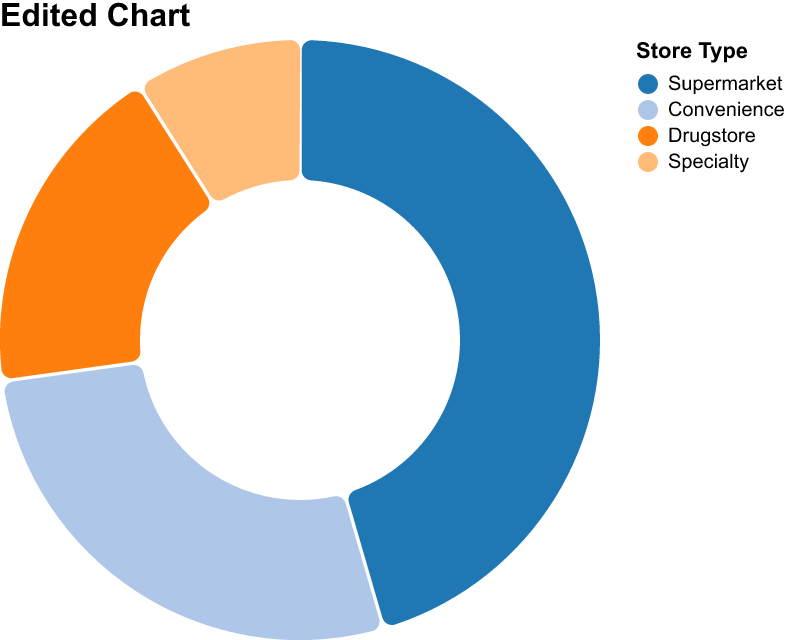 Edited Chart
Store Type
Supermarket
Convenience
Drugstore
Specialty